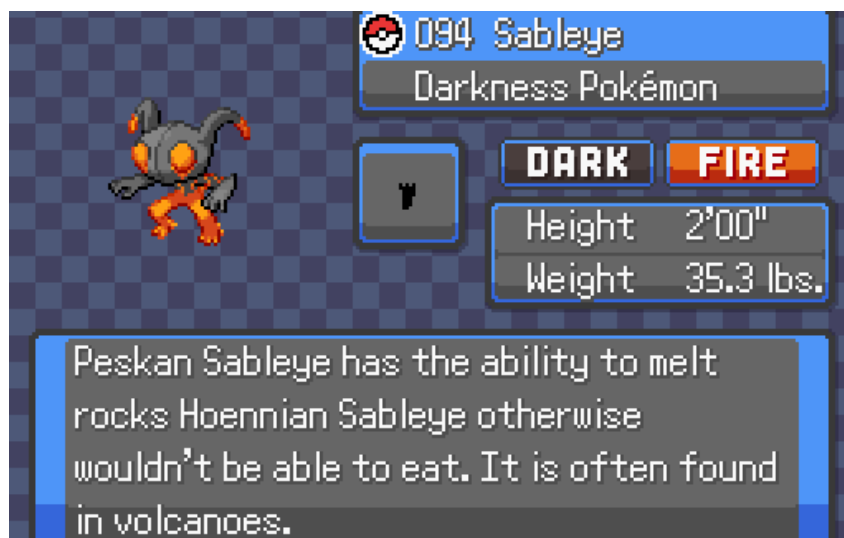 094 Sableye
Darkness Pokémon
DARK FIRE
Height 2'00"
Weight 35.3 lbs.
Peskan Sableye has the ability to melt
rocks Hoennian Sableye otherwise
wouldn't be able to eat. It is often found
in volcanoes.